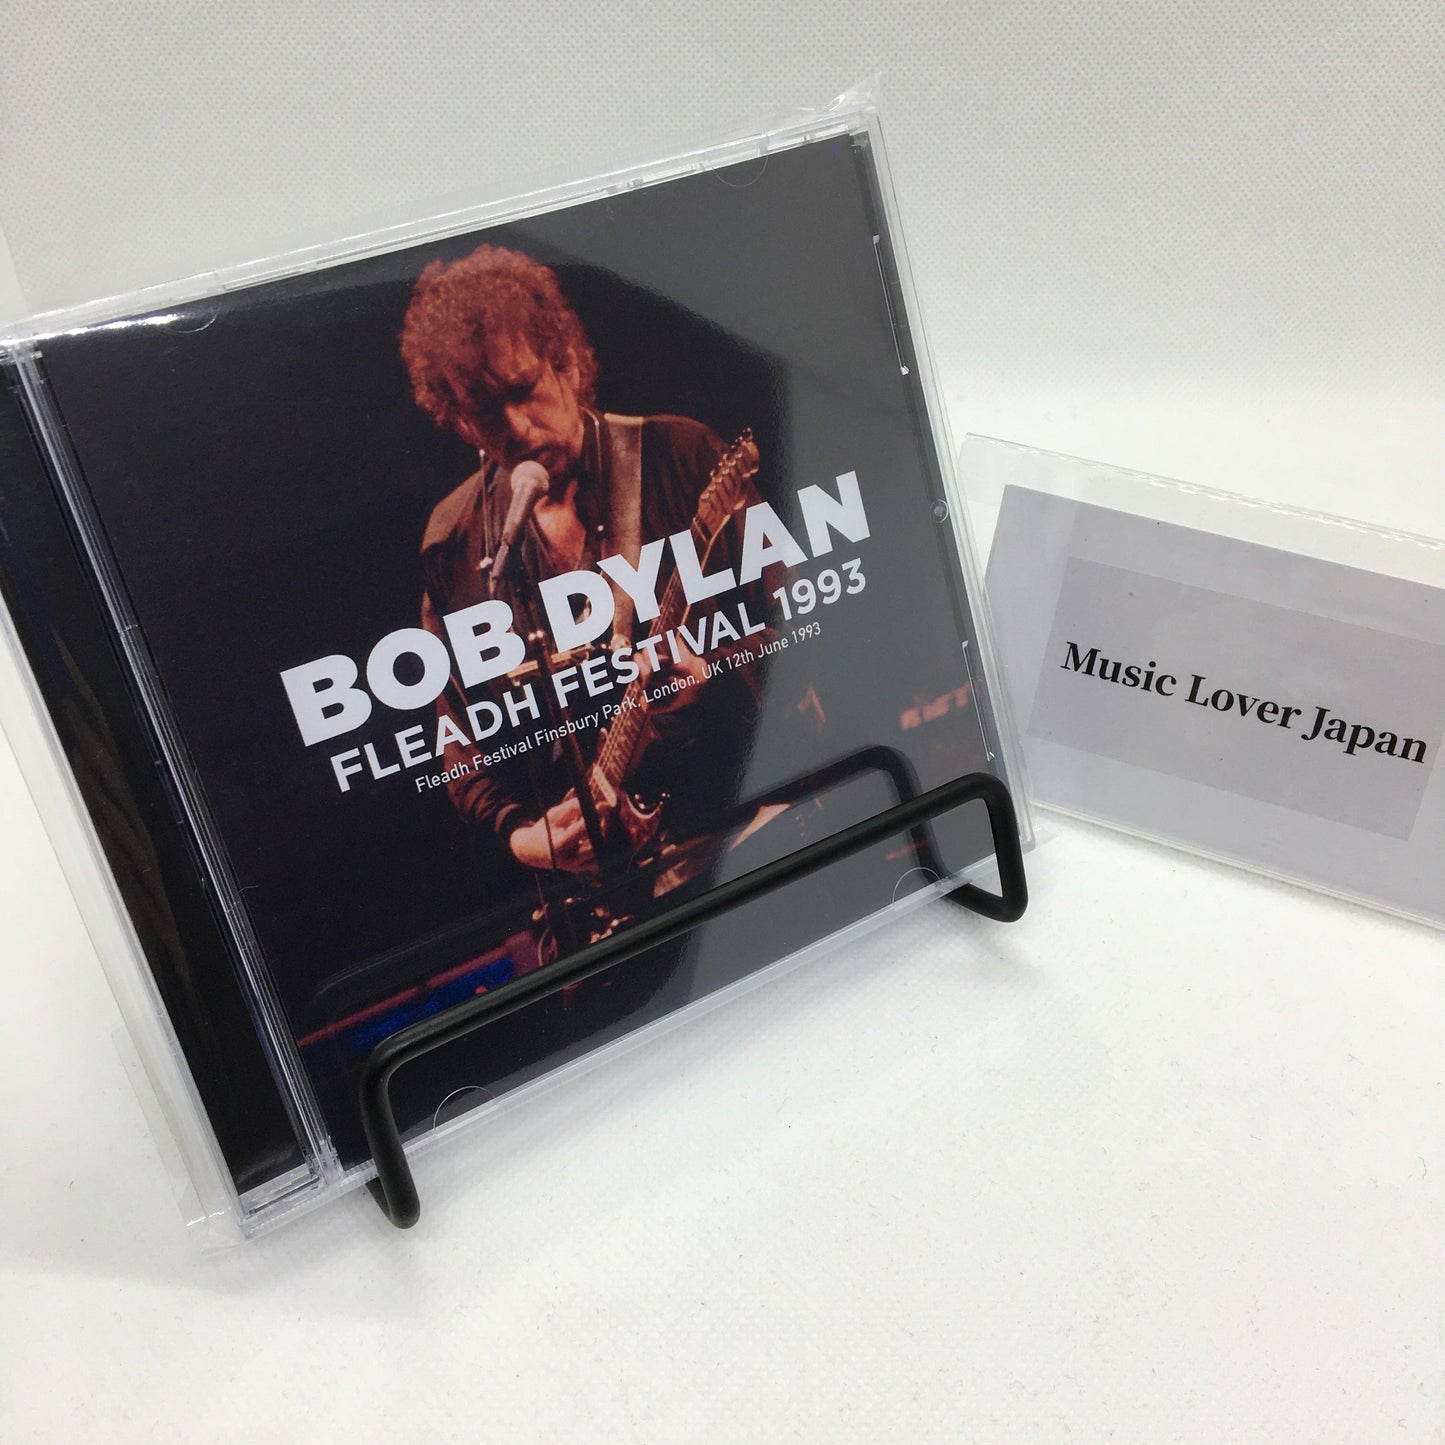 BOB DYLAN
FLEADH FESTIVAL 1993
Fleadh Festival Finsbury Park, London, UK 12th June 1993
Music Lover Japan